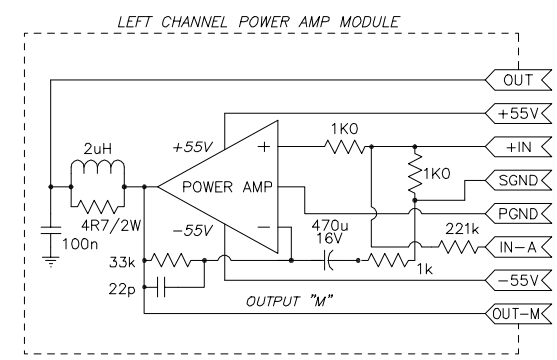 LEFT CHANNEL POWER AMP MODULE
OUT
+55V
1K0
+IN
2uH
+55V
+
1K0
SGND
POWER AMP
4R7/2W
PGND
-55V
−
470u
16V
221k
100n
IN-A
33k
1k
-55V
22p
OUTPUT "M"
OUT-M